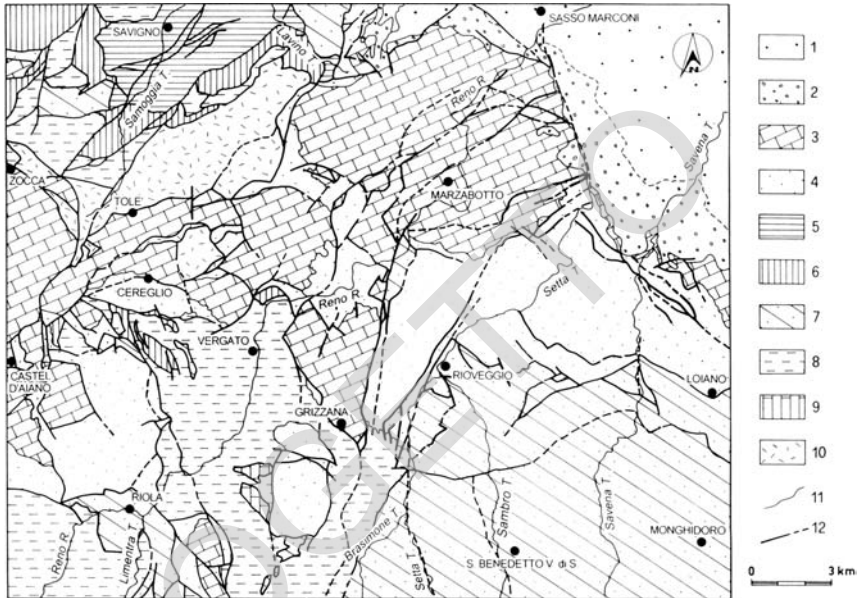 SASSO MARCONI
SAVIGNO
Lavino T.
Samoggia T.
N
Reno R.
Savena T.
ZOCCA
MARZABOTTO
TOLE'
CEREGLIO
Setta T.
Reno R.
VERGATO
CASTEL
D'AIANO
RIOVEGGIO
LOIANO
GRIZZANA
RIOLA
Reno R.
Limentra T.
Brasimone T.
Setta T.
Sambro T.
Savena T.
MONGHIDORO
S. BENEDETTO V. di S
1
2
3
4
5
6
7
8
9
10
11
12
0 3 km
OGETTO